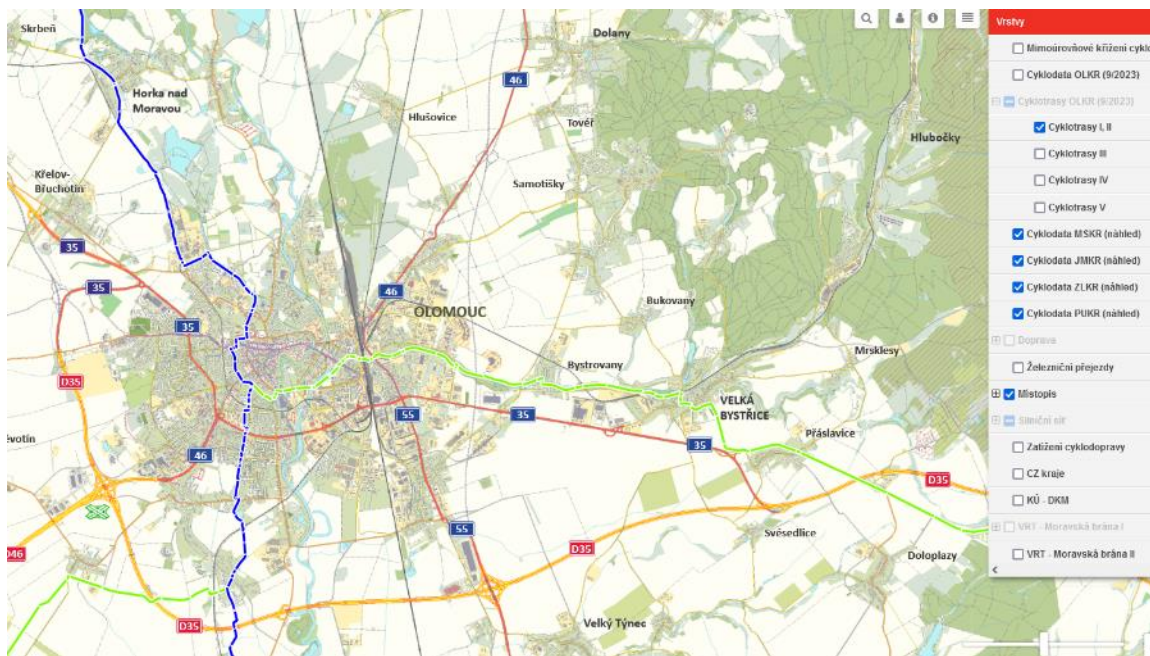 Skrbeň
Dolany
46
Horka nad
Moravou
Hlušovice
Tovéř
Hlubočky
Křelov-
Břuchotín
Samotišky
35
35
46
Bukovany
OLOMOUC
35
Mrsklesy
Bystrovany
D35
VELKÁ
BYSTŘICE
55
35
Přáslavice
35
46
D35
55
Svésedlice
D35
Doloplazy
D35
Velký Týnec
Vrstvy
Mimoúrovňové křížení cyklo
Cyklodata OLKR (9/2023)
Cyklotrasy OLKR (9/2023)
Cyklotrasy I, II
Cyklotrasy III
Cyklotrasy IV
Cyklotrasy V
Cyklodata MSKR (náhled)
Cyklodata JMKR (náhled)
Cyklodata ZLKR (náhled)
Cyklodata PUKR (náhled)
Doprava
Železniční přejezdy
Místopis
Silniční síť
Zatížení cyklodopravy
CZ kraje
KÚ - DKM
VRT - Moravská brána I
VRT - Moravská brána II